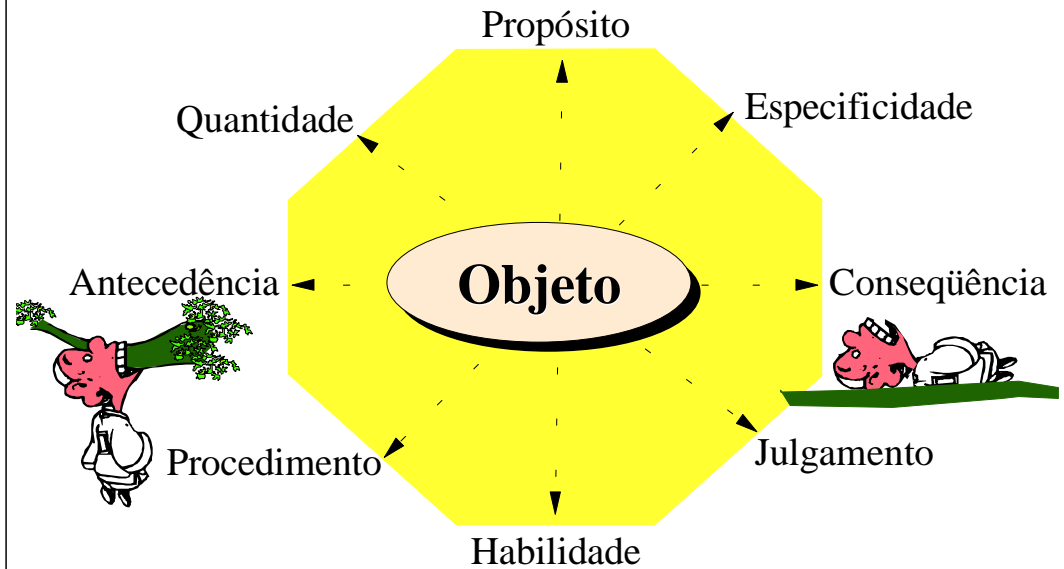 Propósito
Quantidade
Especificidade
Antecedência
Objeto
Conseqüência
Procedimento
Julgamento
Habilidade